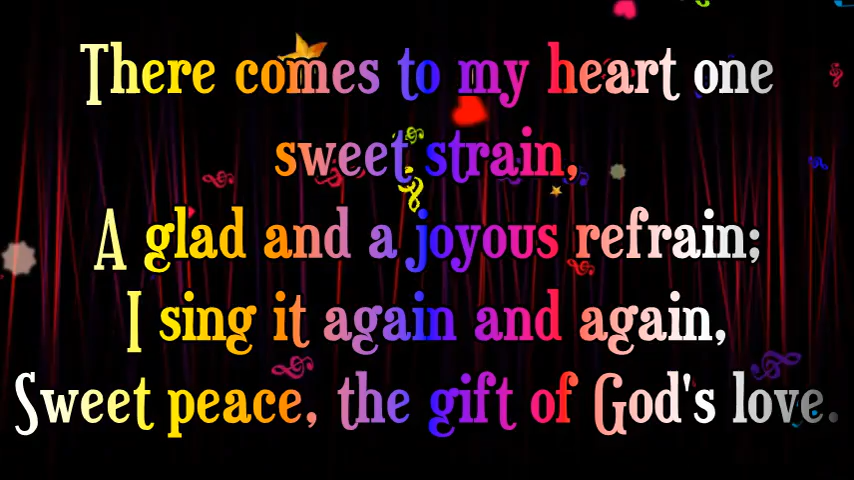 There comes to my heart one
sweet strain,
A glad and a joyous refrain;
I sing it again and again,
Sweet peace, the gift of God's love.